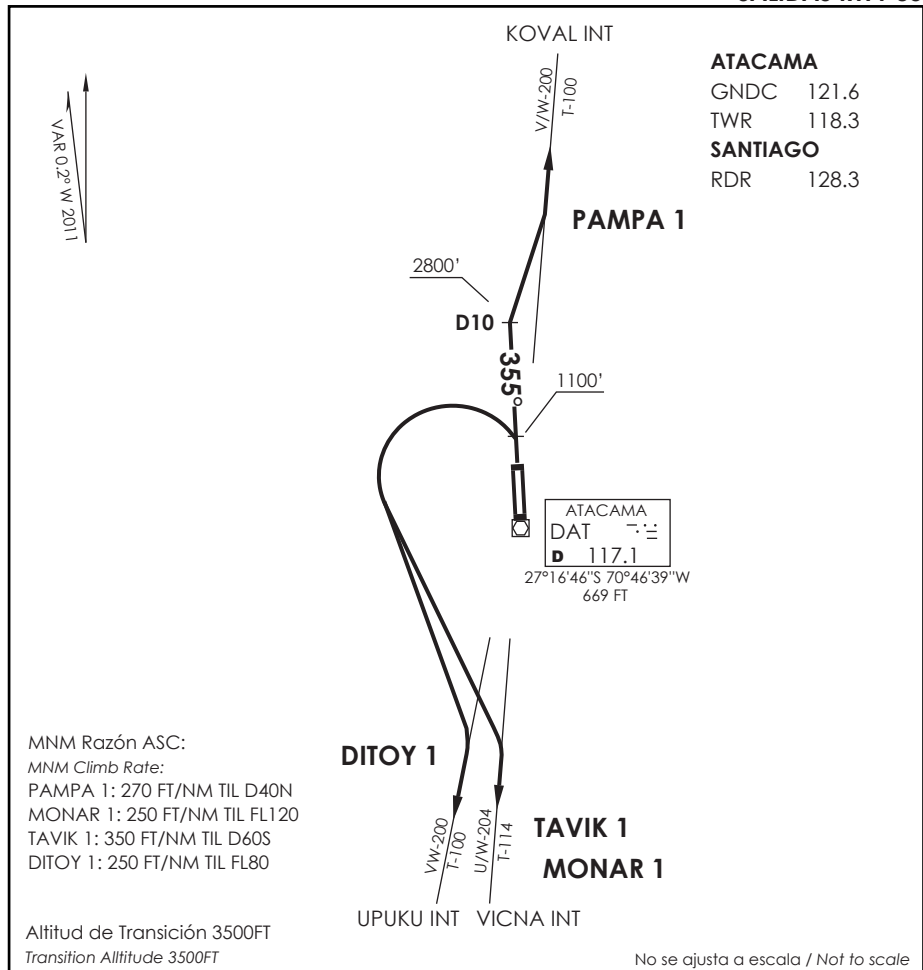 KOVAL INT
V/W-200
T-100
ATACAMA
GNDC 121.6
TWR 118.3
SANTIAGO
RDR 128.3
VAR 0.2° W 2011
PAMPA 1
2800'
D10
355°
1100'
ATACAMA
DAT
D 117.1
27°16'46"S 70°46'39"W
669 FT
MNM Razón ASC:
MNM Climb Rate:
PAMPA 1: 270 FT/NM TIL D40N
MONAR 1: 250 FT/NM TIL FL120
TAVIK 1: 350 FT/NM TIL D60S
DITOY 1: 250 FT/NM TIL FL80
DITOY 1
VW-200
T-100
U/W-204
T-114
TAVIK 1
MONAR 1
UPUKU INT VICNA INT
Altitud de Transición 3500FT
Transition Alltitude 3500FT
No se ajusta a escala / Not to scale